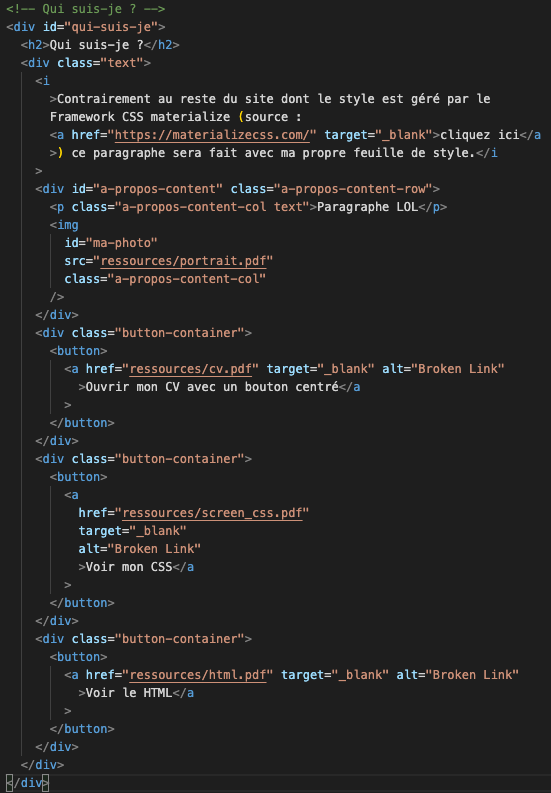 <!-- Qui suis-je ? -->
<div id="qui-suis-je">
<h2>Qui suis-je ?</h2>
<div class="text">
<i
>Contrairement au reste du site dont le style est géré par le
Framework CSS materialize (source :
<a href="https://materializecss.com/" target="_blank">cliquez ici</a
>) ce paragraphe sera fait avec ma propre feuille de style.</i
>
<div id="a-propos-content" class="a-propos-content-row">
<p class="a-propos-content-col text">Paragraphe LOL</p>
<img
id="ma-photo"
src="ressources/portrait.pdf"
class="a-propos-content-col"
/>
</div>
<div class="button-container">
<button>
<a href="ressources/cv.pdf" target="_blank" alt="Broken Link"
>Ouvrir mon CV avec un bouton centré</a
>
</button>
</div>
<div class="button-container">
<button>
<a
href="ressources/screen_css.pdf"
target="_blank"
alt="Broken Link"
>Voir mon CSS</a
>
</button>
</div>
<div class="button-container">
<button>
<a href="ressources/html.pdf" target="_blank" alt="Broken Link"
>Voir le HTML</a
>
</button>
</div>
</div>
</div>